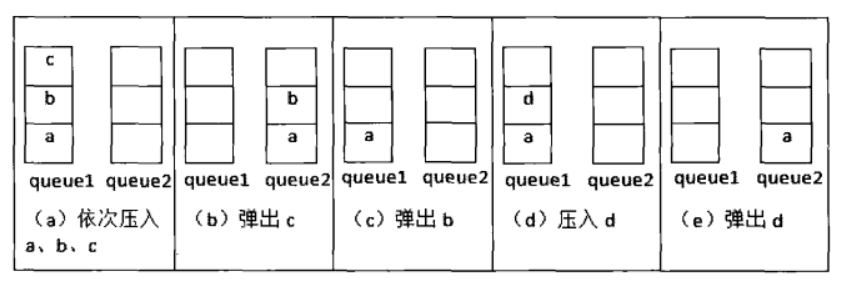 c
b
a
queue1 queue2
(a)依次压入
a、b、c
b
a
queue1 queue2
(b)弹出 c
a
queue1 queue2
(c)弹出 b
d
a
queue1 queue2
(d)压入 d
a
queue1 queue2
(e)弹出 d